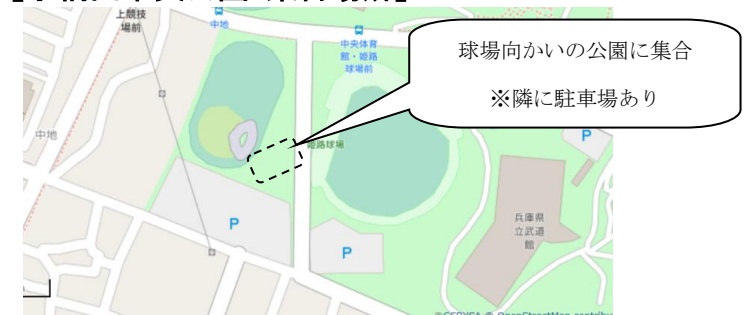 上競技
場前
中地
中央体育
館・姫路
球場前
球場向かいの公園に集合
※隣に駐車場あり
中地
姫路球場
P
兵庫県
立武道
館
P
P